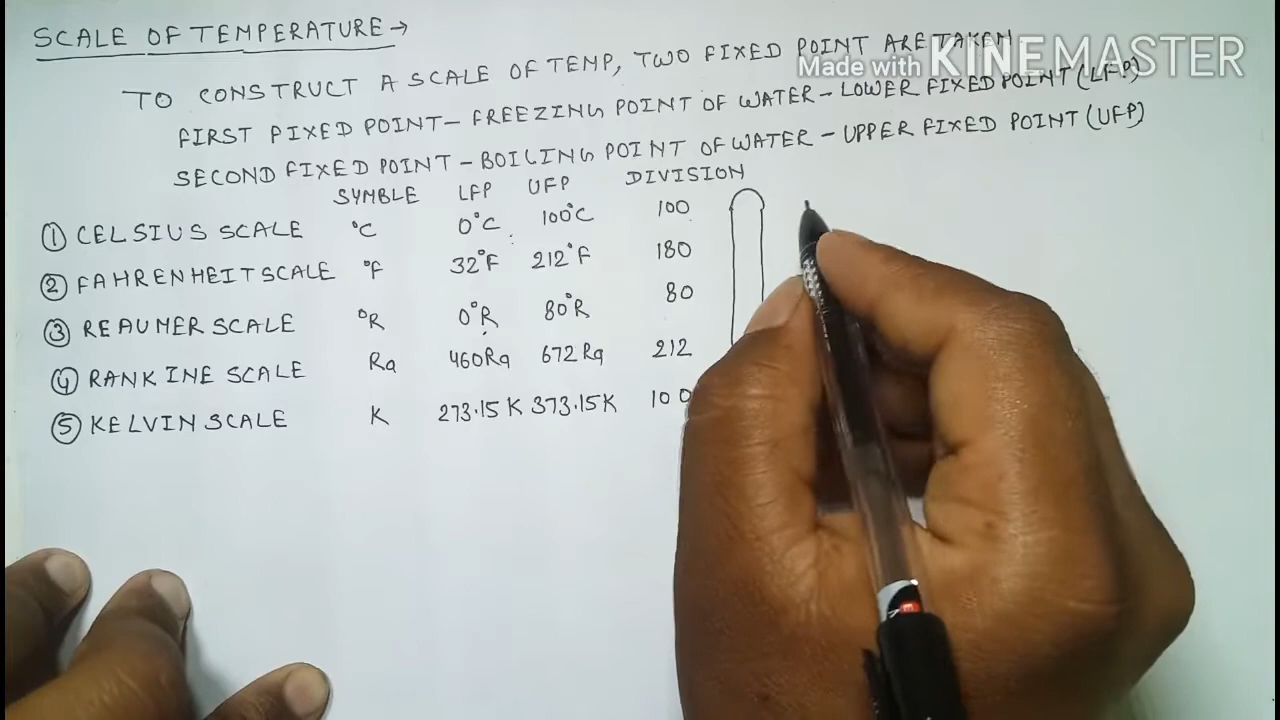 SCALE OF TEMPERATURE →
TO CONSTRUCT A SCALE OF TEMP, TWO FIXED POINT ARE TAKEN
Made with KINEMASTER
FIRST FIXED POINT - FREEZING POINT OF WATER - LOWER FIXED POINT (LFP)
SECOND FIXED POINT - BOILING POINT OF WATER - UPPER FIXED POINT (UFP)
SYMBLE LFP UFP DIVISION
① CELSIUS SCALE °C 0°C 100°C 100
② FAHRENHEIT SCALE °F 32°F 212°F 180
③ REAUMER SCALE °R 0°R 80°R 80
④ RANKINE SCALE Ra 460Ra 672Ra 212
⑤ KELVIN SCALE K 273.15 K 373.15K 100